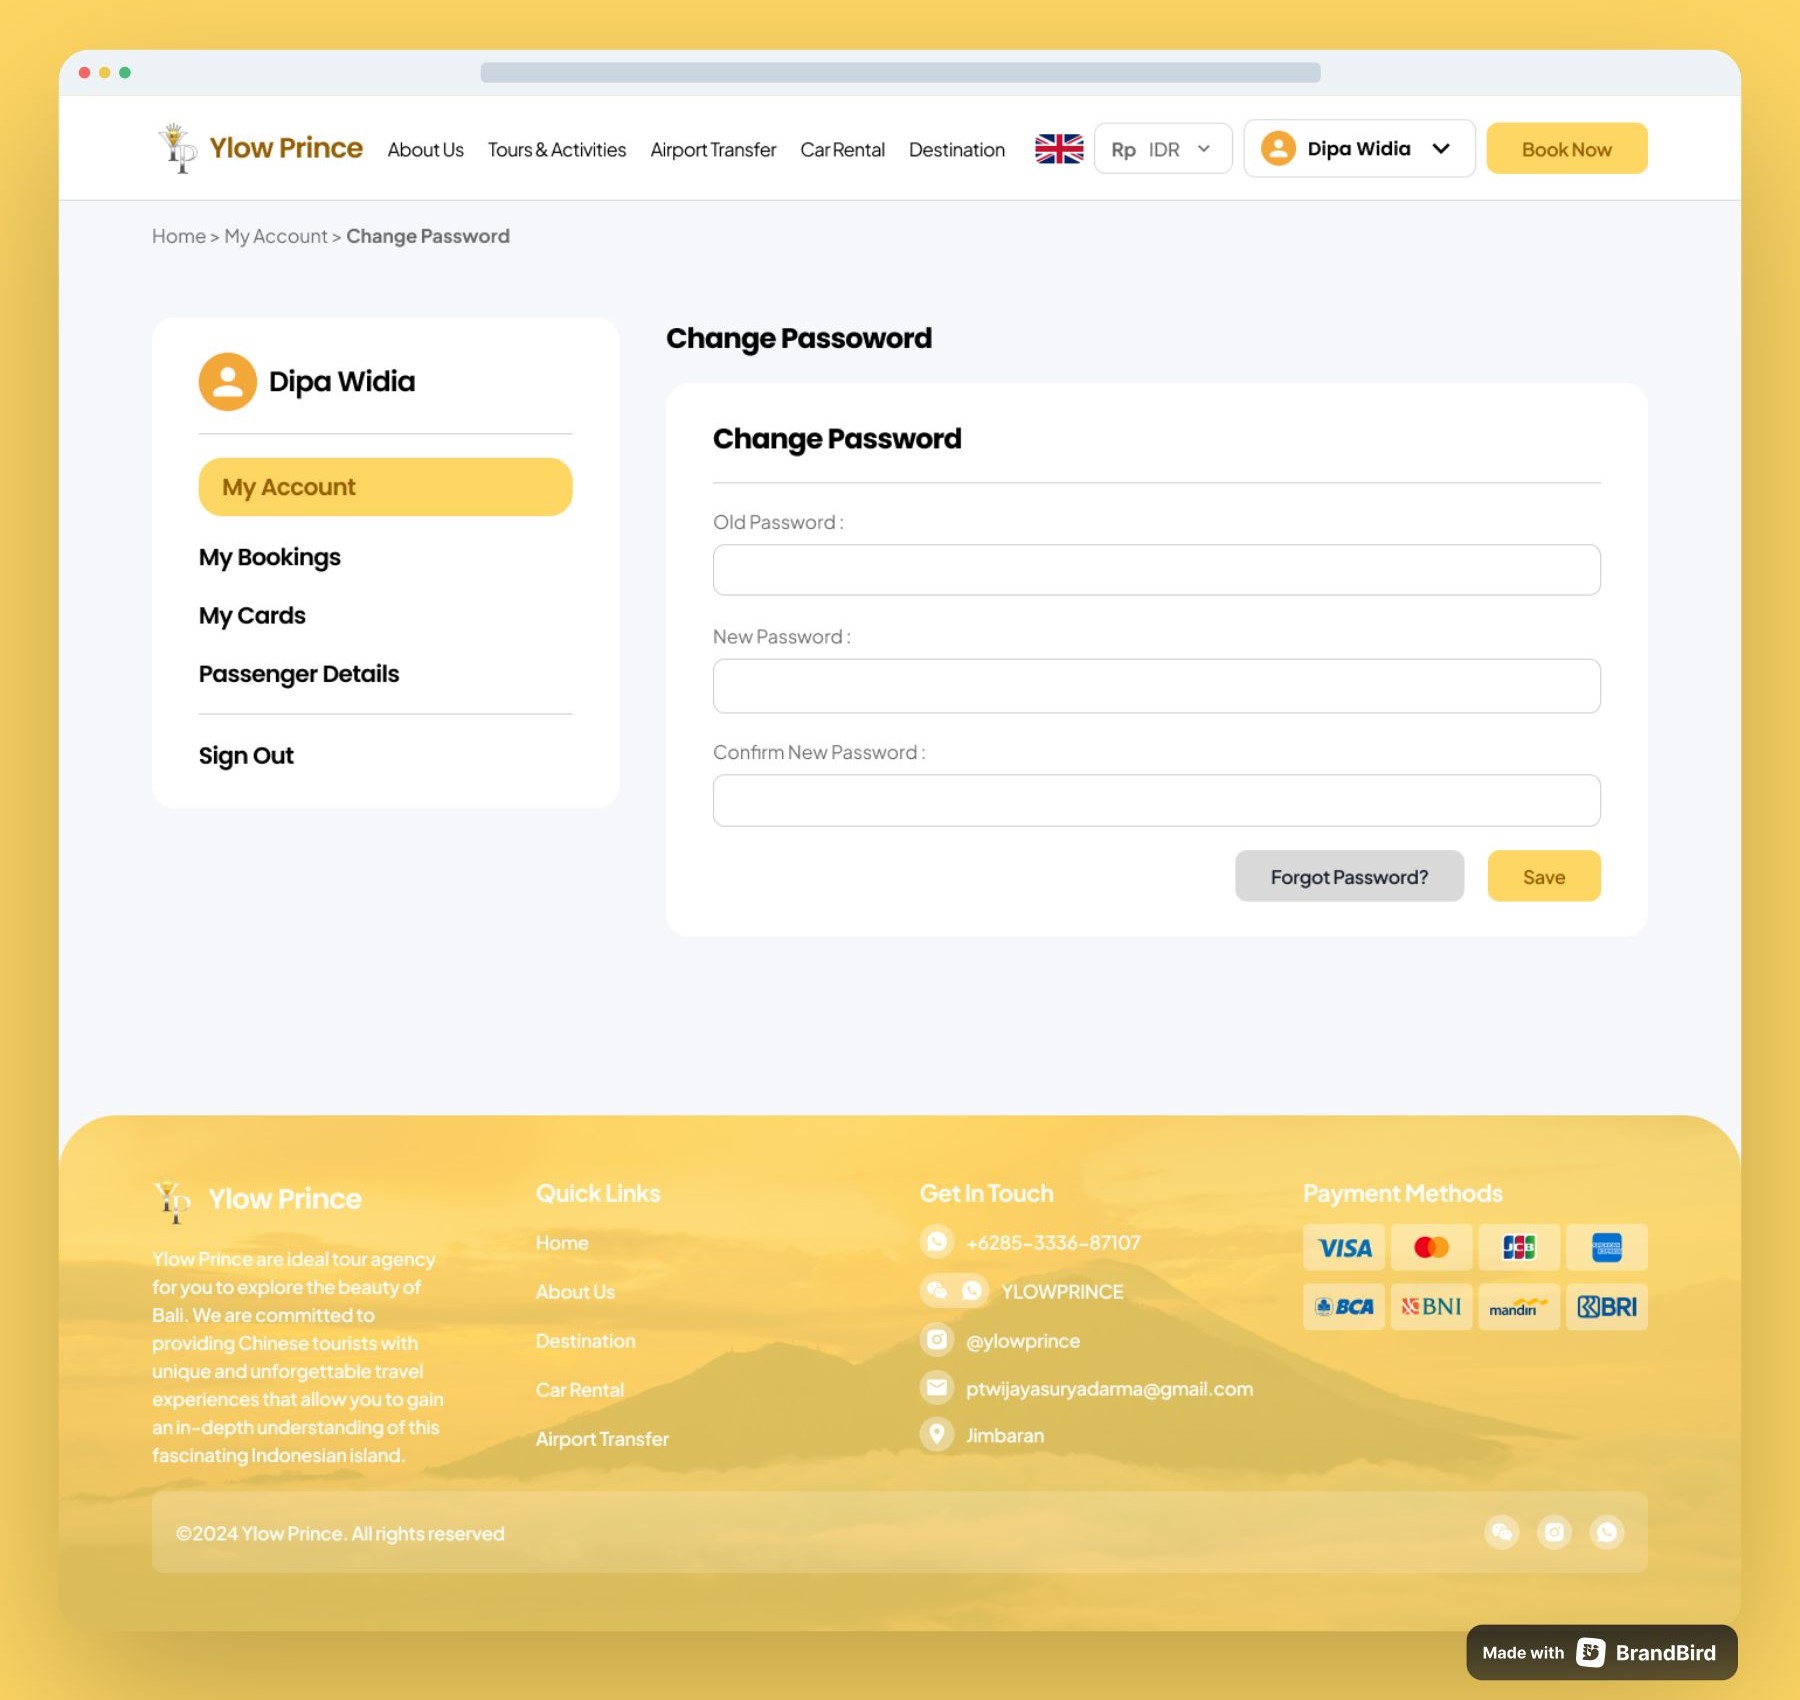 Ylow Prince
About Us
Tours & Activities
Airport Transfer
Car Rental
Destination
Rp IDR
Dipa Widia
Book Now
Home > My Account > Change Password
Dipa Widia
My Account
My Bookings
My Cards
Passenger Details
Sign Out
Change Passoword
Change Password
Old Password :
New Password :
Confirm New Password :
Forgot Password?
Save
Ylow Prince
Ylow Prince are ideal tour agency
for you to explore the beauty of
Bali. We are committed to
providing Chinese tourists with
unique and unforgettable travel
experiences that allow you to gain
an in-depth understanding of this
fascinating Indonesian island.
Quick Links
Home
About Us
Destination
Car Rental
Airport Transfer
Get In Touch
+6285-3336-87107
YLOWPRINCE
@ylowprince
ptwijayasuryadarma@gmail.com
Jimbaran
Payment Methods
VISA
JCB
AMERICAN EXPRESS
BCA
BNI
mandiri
BRI
©2024 Ylow Prince. All rights reserved
Made with BrandBird